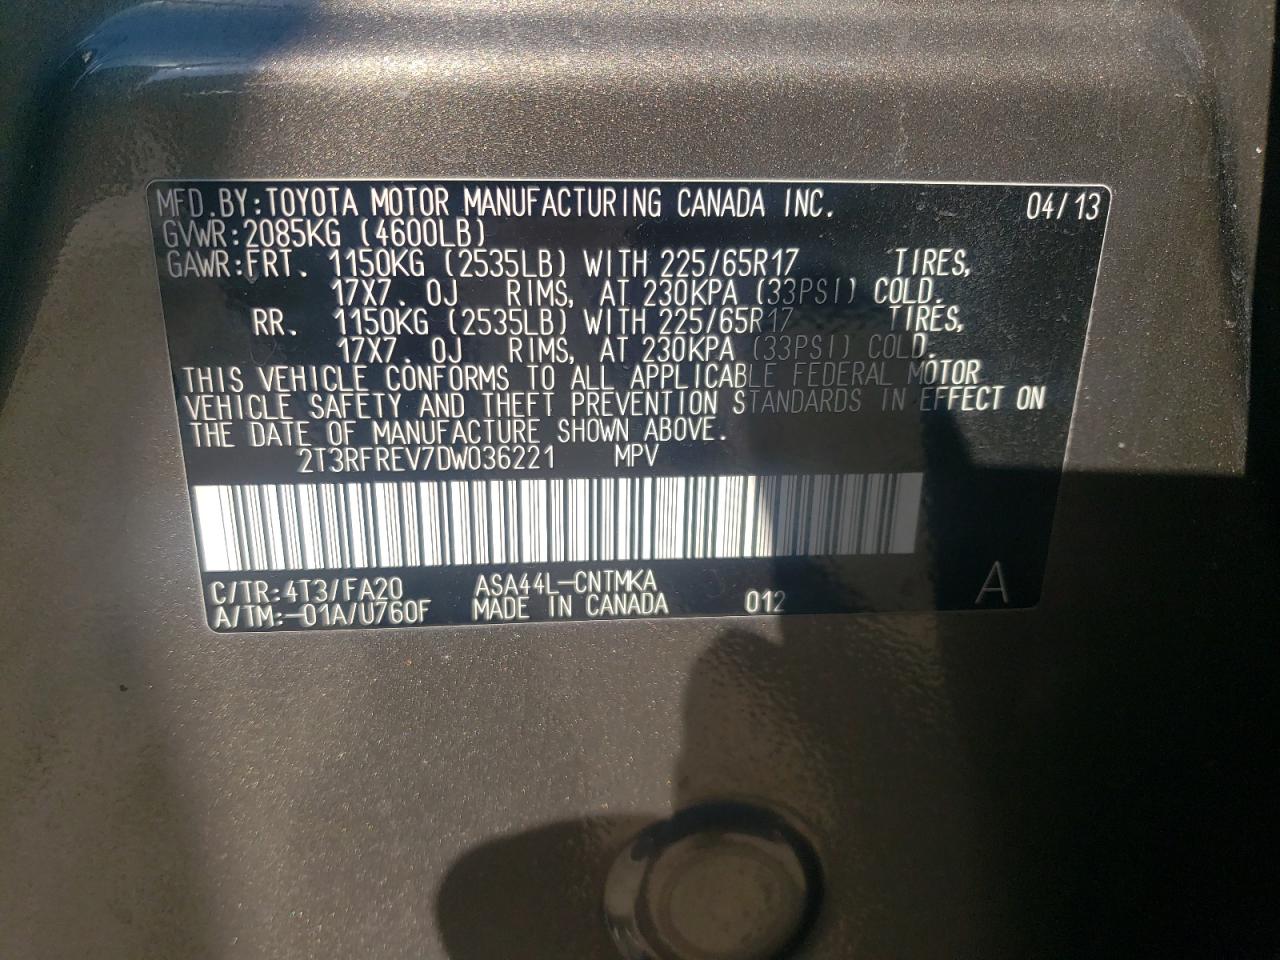 MFD.BY:TOYOTA MOTOR MANUFACTURING CANADA INC. 04/13
GVWR:2085KG (4600LB)
GAWR:FRT. 1150KG (2535LB) WITH 225/65R17 TIRES,
17X7.0J RIMS, AT 230KPA (33PSI) COLD.
RR. 1150KG (2535LB) WITH 225/65R17 TIRES,
17X7.0J RIMS, AT 230KPA (33PSI) COLD.
THIS VEHICLE CONFORMS TO ALL APPLICABLE FEDERAL MOTOR
VEHICLE SAFETY AND THEFT PREVENTION STANDARDS IN EFFECT ON
THE DATE OF MANUFACTURE SHOWN ABOVE.
2T3RFREV7DW036221 MPV
C/TR:4T3/FA20 ASA44L-CNTMKA
A/TM:-01A/U760F MADE IN CANADA 012 A